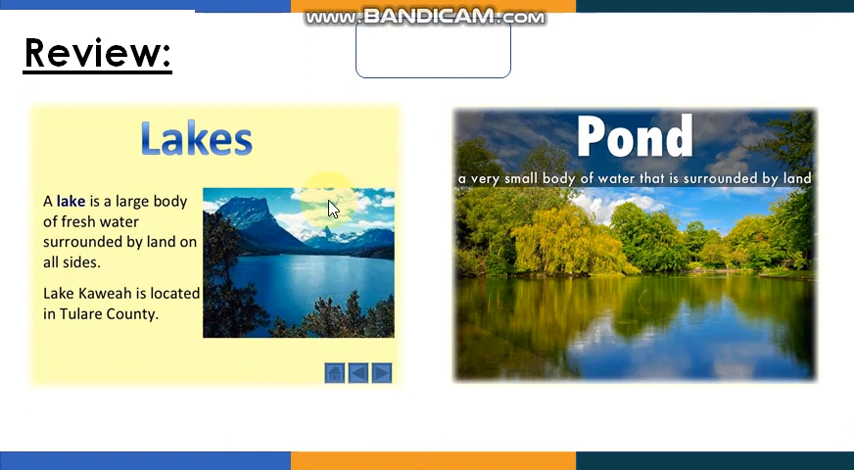 WWW.BANDICAM.COM
Review:
Lakes
A lake is a large body
of fresh water
surrounded by land on
all sides.
Lake Kaweah is located
in Tulare County.
Pond
a very small body of water that is surrounded by land